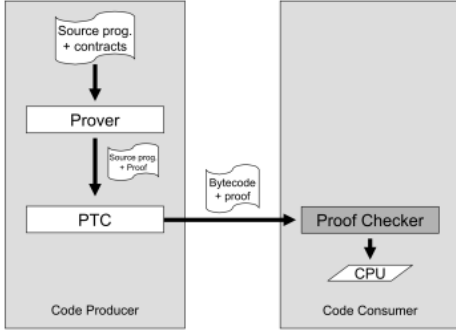 Source prog.
+ contracts
Prover
Source prog.
+ Proof
PTC
Bytecode
+ proof
Proof Checker
CPU
Code Producer
Code Consumer